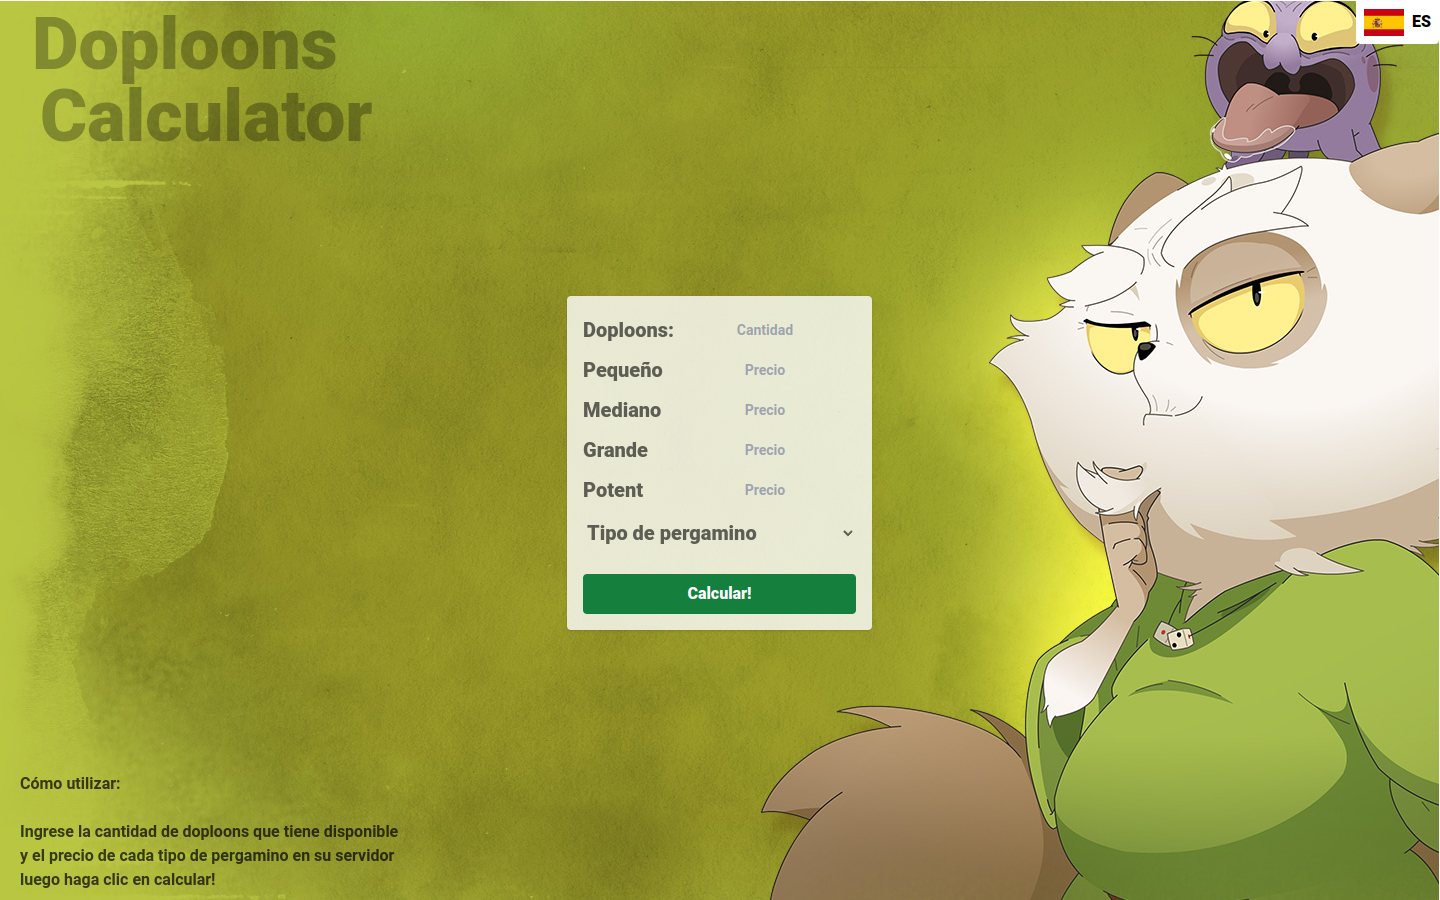 Doploons
Calculator
ES
Doploons:
Cantidad
Pequeño
Precio
Mediano
Precio
Grande
Precio
Potent
Precio
Tipo de pergamino
Calcular!
Cómo utilizar:
Ingrese la cantidad de doploons que tiene disponible
y el precio de cada tipo de pergamino en su servidor
luego haga clic en calcular!